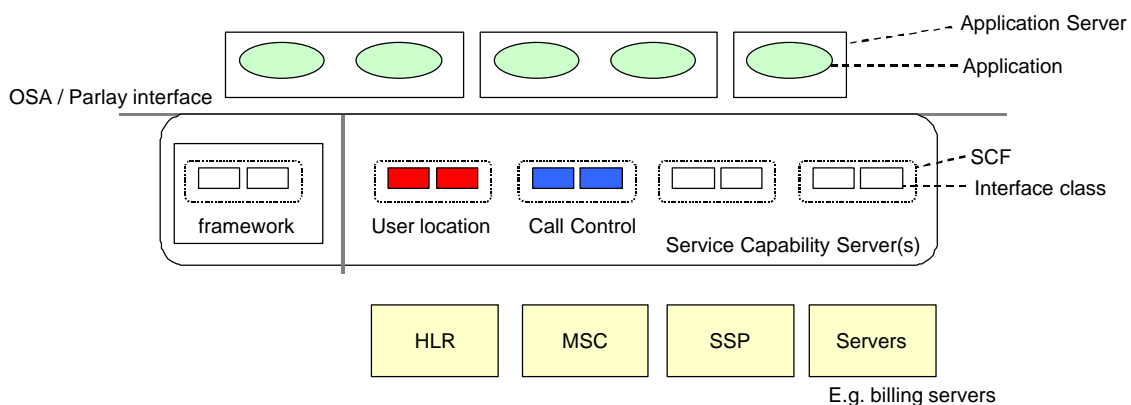 Application Server
Application
OSA / Parlay interface
SCF
Interface class
framework
User location
Call Control
Service Capability Server(s)
HLR
MSC
SSP
Servers
E.g. billing servers